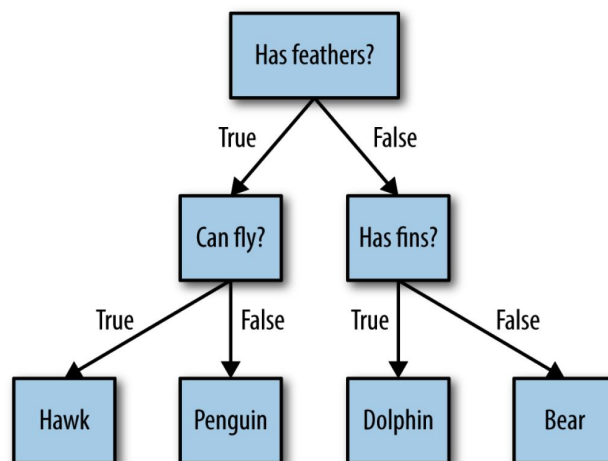 Has feathers?
True
False
Can fly?
Has fins?
True
False
True
False
Hawk
Penguin
Dolphin
Bear